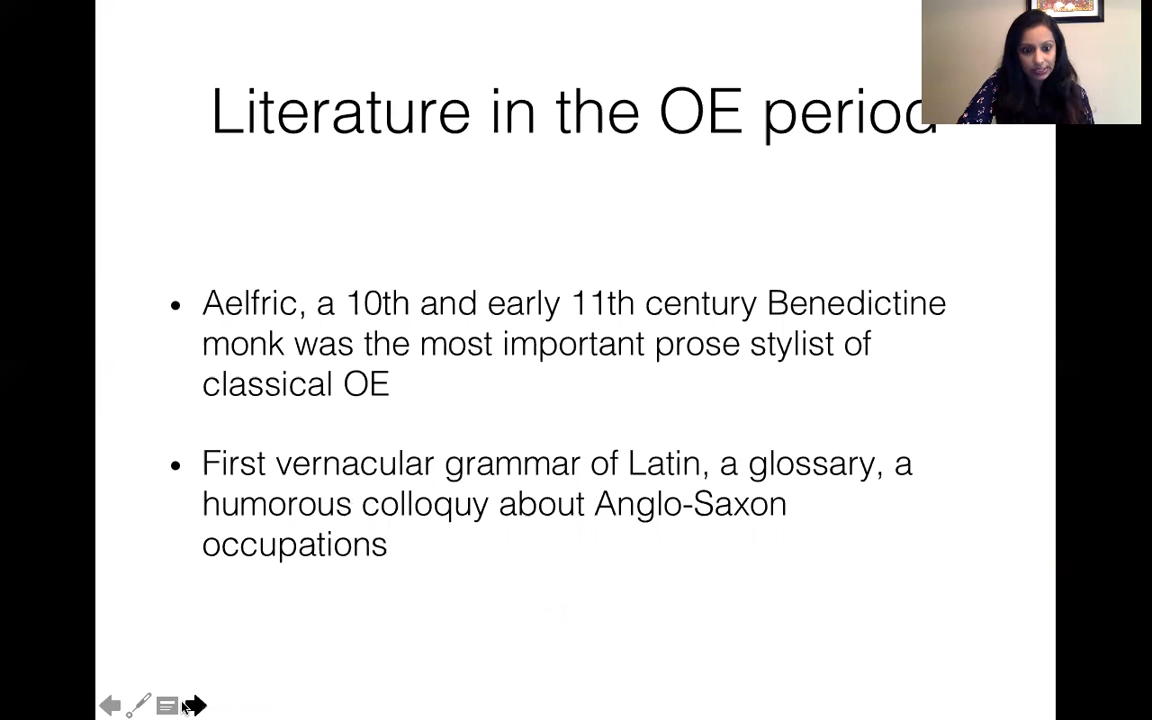 Literature in the OE period
• Aelfric, a 10th and early 11th century Benedictine
monk was the most important prose stylist of
classical OE
• First vernacular grammar of Latin, a glossary, a
humorous colloquy about Anglo-Saxon
occupations